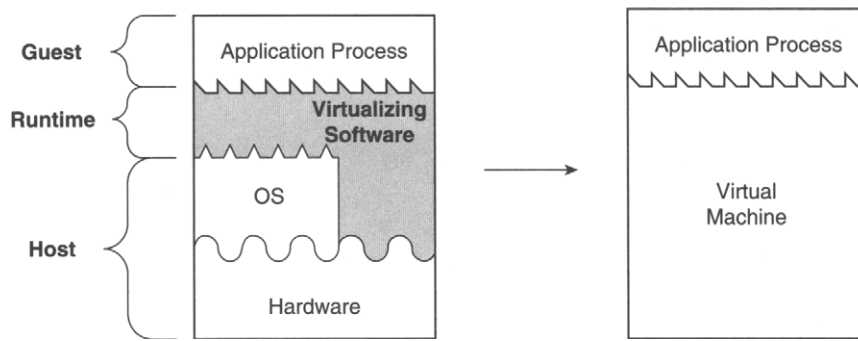 Guest
Application Process
Runtime
Virtualizing
Software
OS
Host
Hardware
Application Process
Virtual
Machine